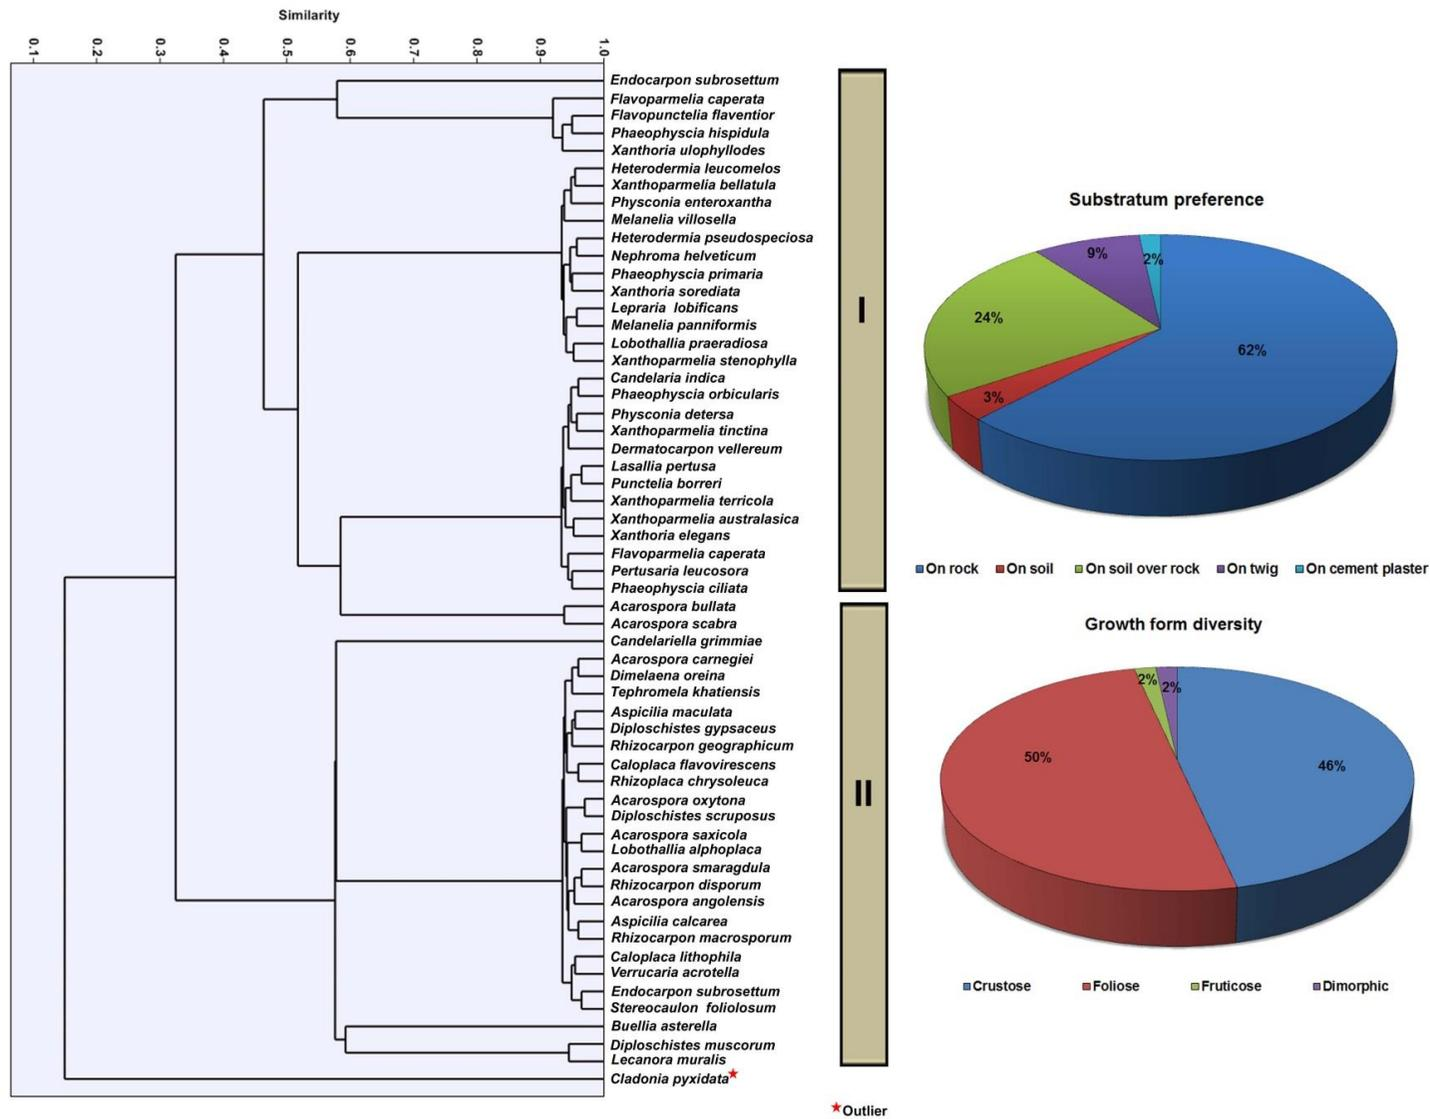 Similarity
0.1
0.2
0.3
0.4
0.5
0.6
0.7
0.8
0.9
1.0
Endocarpon subrosettum
Flavoparmelia caperata
Flavopunctelia flaventior
Phaeophyscia hispidula
Xanthoria ulophyllodes
Heterodermia leucomelos
Xanthoparmelia bellatula
Physconia enteroxantha
Melanelia villosella
Heterodermia pseudospeciosa
Nephroma helveticum
Phaeophyscia primaria
Xanthoria sorediata
Lepraria lobificans
Melanelia panniformis
Lobothallia praeradiosa
Xanthoparmelia stenophylla
Candelaria indica
Phaeophyscia orbicularis
Physconia detersa
Xanthoparmelia tinctina
Dermatocarpon vellereum
Lasallia pertusa
Punctelia borreri
Xanthoparmelia terricola
Xanthoparmelia australasica
Xanthoria elegans
Flavoparmelia caperata
Pertusaria leucosora
Phaeophyscia ciliata
Acarospora bullata
Acarospora scabra
Candelariella grimmiae
Acarospora carnegiei
Dimelaena oreina
Tephromela khatiensis
Aspicilia maculata
Diploschistes gypsaceus
Rhizocarpon geographicum
Caloplaca flavovirescens
Rhizoplaca chrysoleuca
Acarospora oxytona
Diploschistes scruposus
Acarospora saxicola
Lobothallia alphoplaca
Acarospora smaragdula
Rhizocarpon disporum
Acarospora angolensis
Aspicilia calcarea
Rhizocarpon macrosporum
Caloplaca lithophila
Verrucaria acrotella
Endocarpon subrosettum
Stereocaulon foliolosum
Buellia asterella
Diploschistes muscorum
Lecanora muralis
Cladonia pyxidata★
I
II
★Outlier
Substratum preference
9%
2%
24%
62%
3%
On rock On soil On soil over rock On twig On cement plaster
Growth form diversity
2%
2%
50%
46%
Crustose Foliose Fruticose Dimorphic